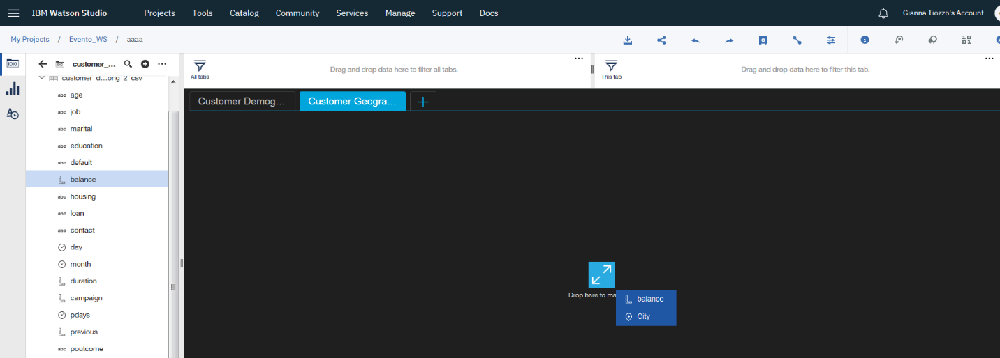 IBM Watson Studio Projects Tools Catalog Community Services Manage Support Docs Gianna Tiozzo's Account
My Projects / Evento_WS / aaaa
customer_...
customer_d...ong_2_csv
abc age
abc job
abc marital
abc education
abc default
balance
abc housing
abc loan
abc contact
day
month
duration
campaign
pdays
previous
abc poutcome
All tabs
Drag and drop data here to filter all tabs.
This tab
Drag and drop data here to filter this tab.
Customer Demog... Customer Geogra... +
Drop here to
balance
City